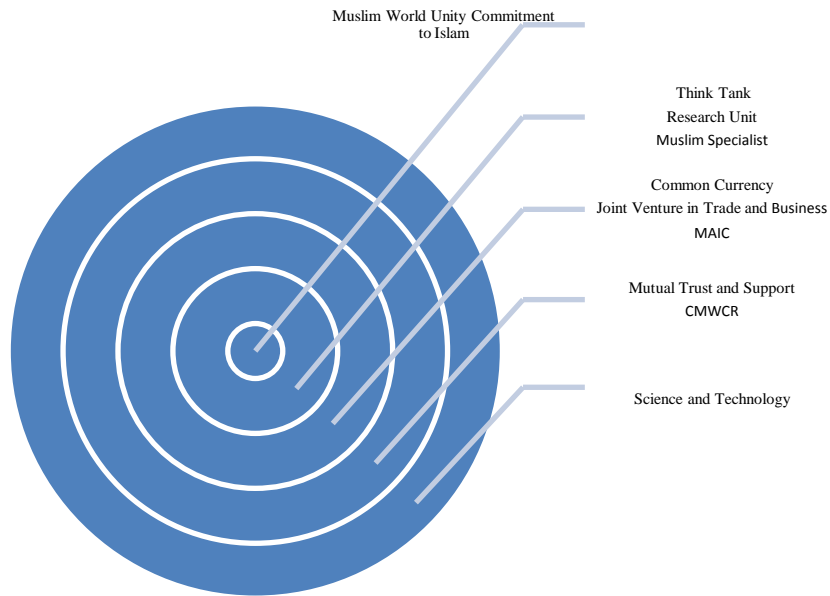 Muslim World Unity Commitment
to Islam
Think Tank
Research Unit
Muslim Specialist
Common Currency
Joint Venture in Trade and Business
MAIC
Mutual Trust and Support
CMWCR
Science and Technology